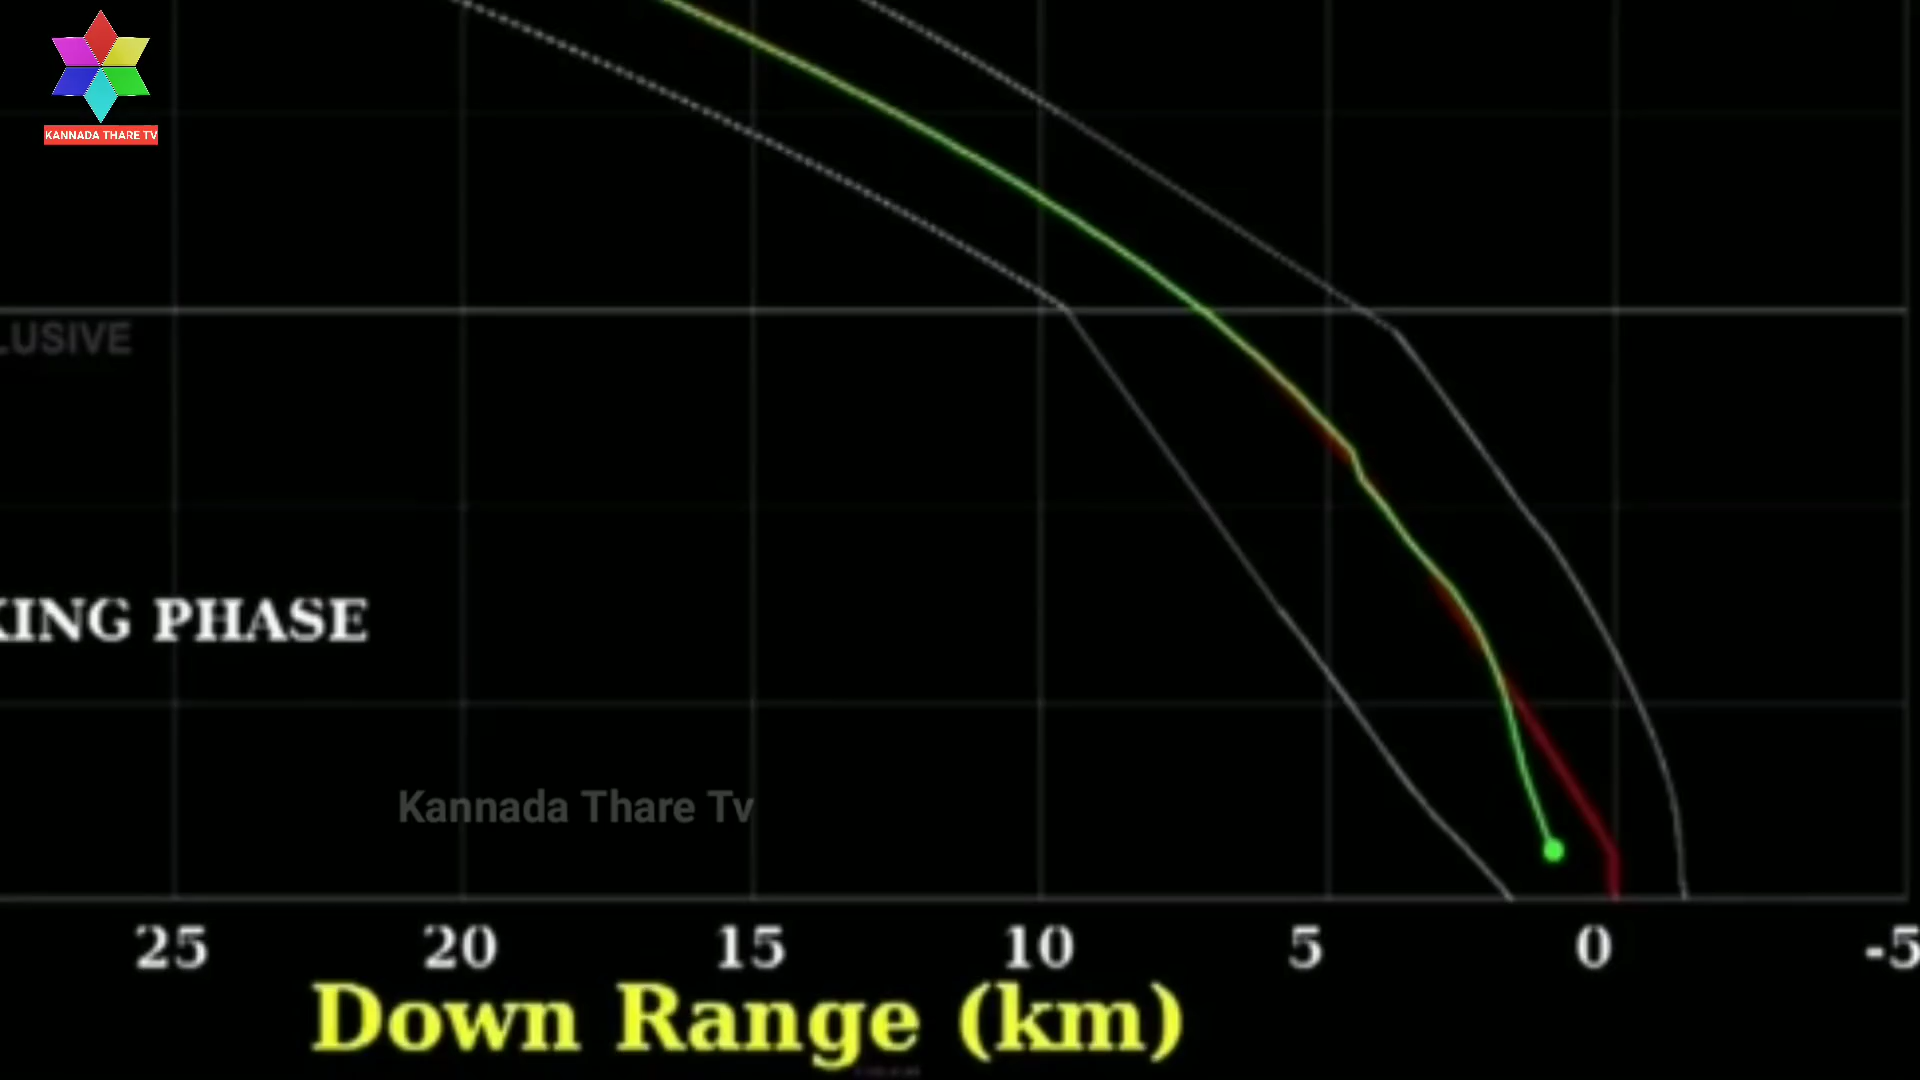 KANNADA THARE TV
LUSIVE
KING PHASE
Kannada Thare Tv
25 20 15 10 5 0 -5
Down Range (km)